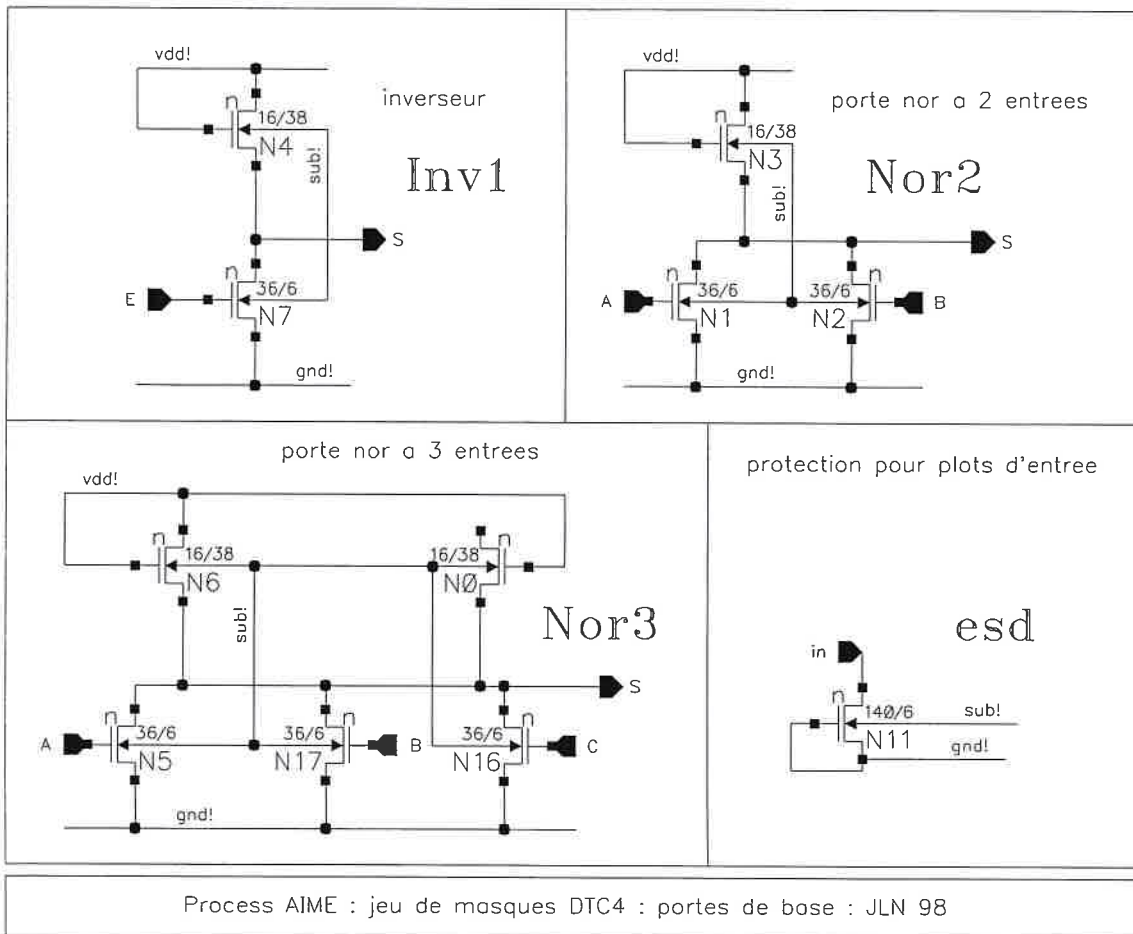 vdd!
inverseur
n
16/38
N4
sub!
Inv1
S
n
E
36/6
N7
gnd!
vdd!
porte nor a 2 entrees
n
16/38
N3
sub!
Nor2
S
n
n
A
36/6
36/6
B
N1
N2
gnd!
porte nor a 3 entrees
vdd!
n
n
16/38
16/38
N6
NØ
sub!
Nor3
S
n
n
n
A
36/6
36/6
B
36/6
C
N5
N17
N16
gnd!
protection pour plots d'entree
esd
in
n
14Ø/6
sub!
N11
gnd!
Process AIME : jeu de masques DTC4 : portes de base : JLN 98